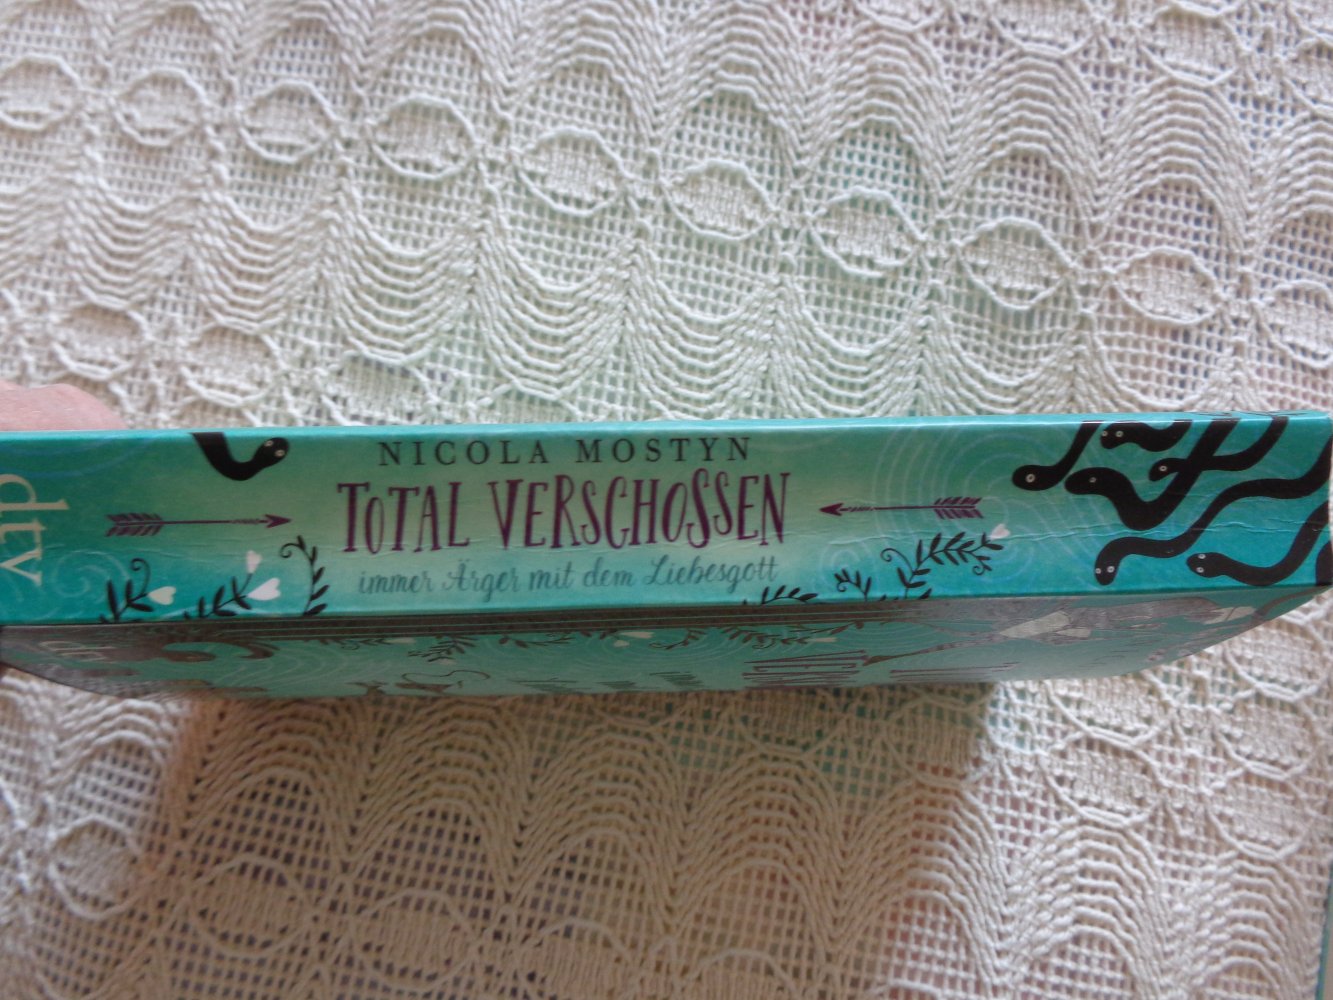 dtv
NICOLA MOSTYN
TOTAL VERSCHOSSEN
immer Ärger mit dem Liebesgott